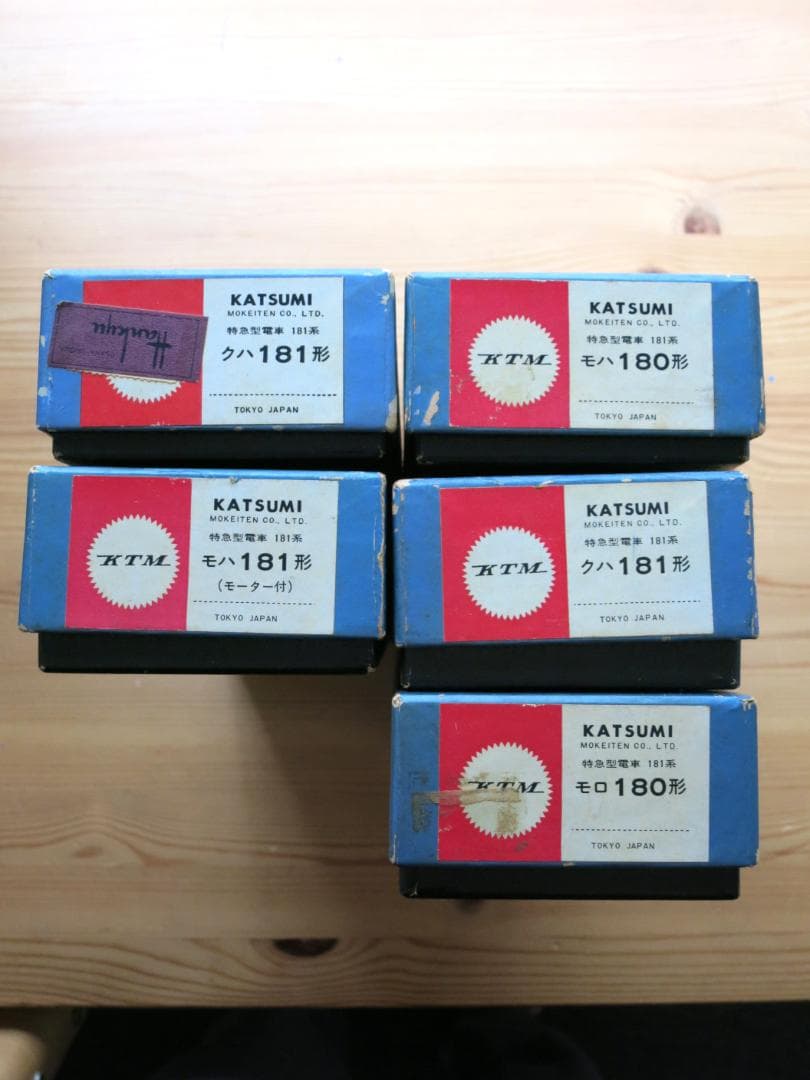 Hankyu
KATSUMI
MOKEITEN CO., LTD.
特急型電車 181系
クハ181形
TOKYO JAPAN
KTM
KATSUMI
MOKEITEN CO., LTD.
特急型電車 181系
モハ180形
TOKYO JAPAN
KTM
KATSUMI
MOKEITEN CO., LTD.
特急型電車 181系
モハ181形
(モーター付)
TOKYO JAPAN
KTM
KATSUMI
MOKEITEN CO., LTD.
特急型電車 181系
クハ181形
TOKYO JAPAN
KTM
KATSUMI
MOKEITEN CO., LTD.
特急型電車 181系
モロ180形
TOKYO JAPAN